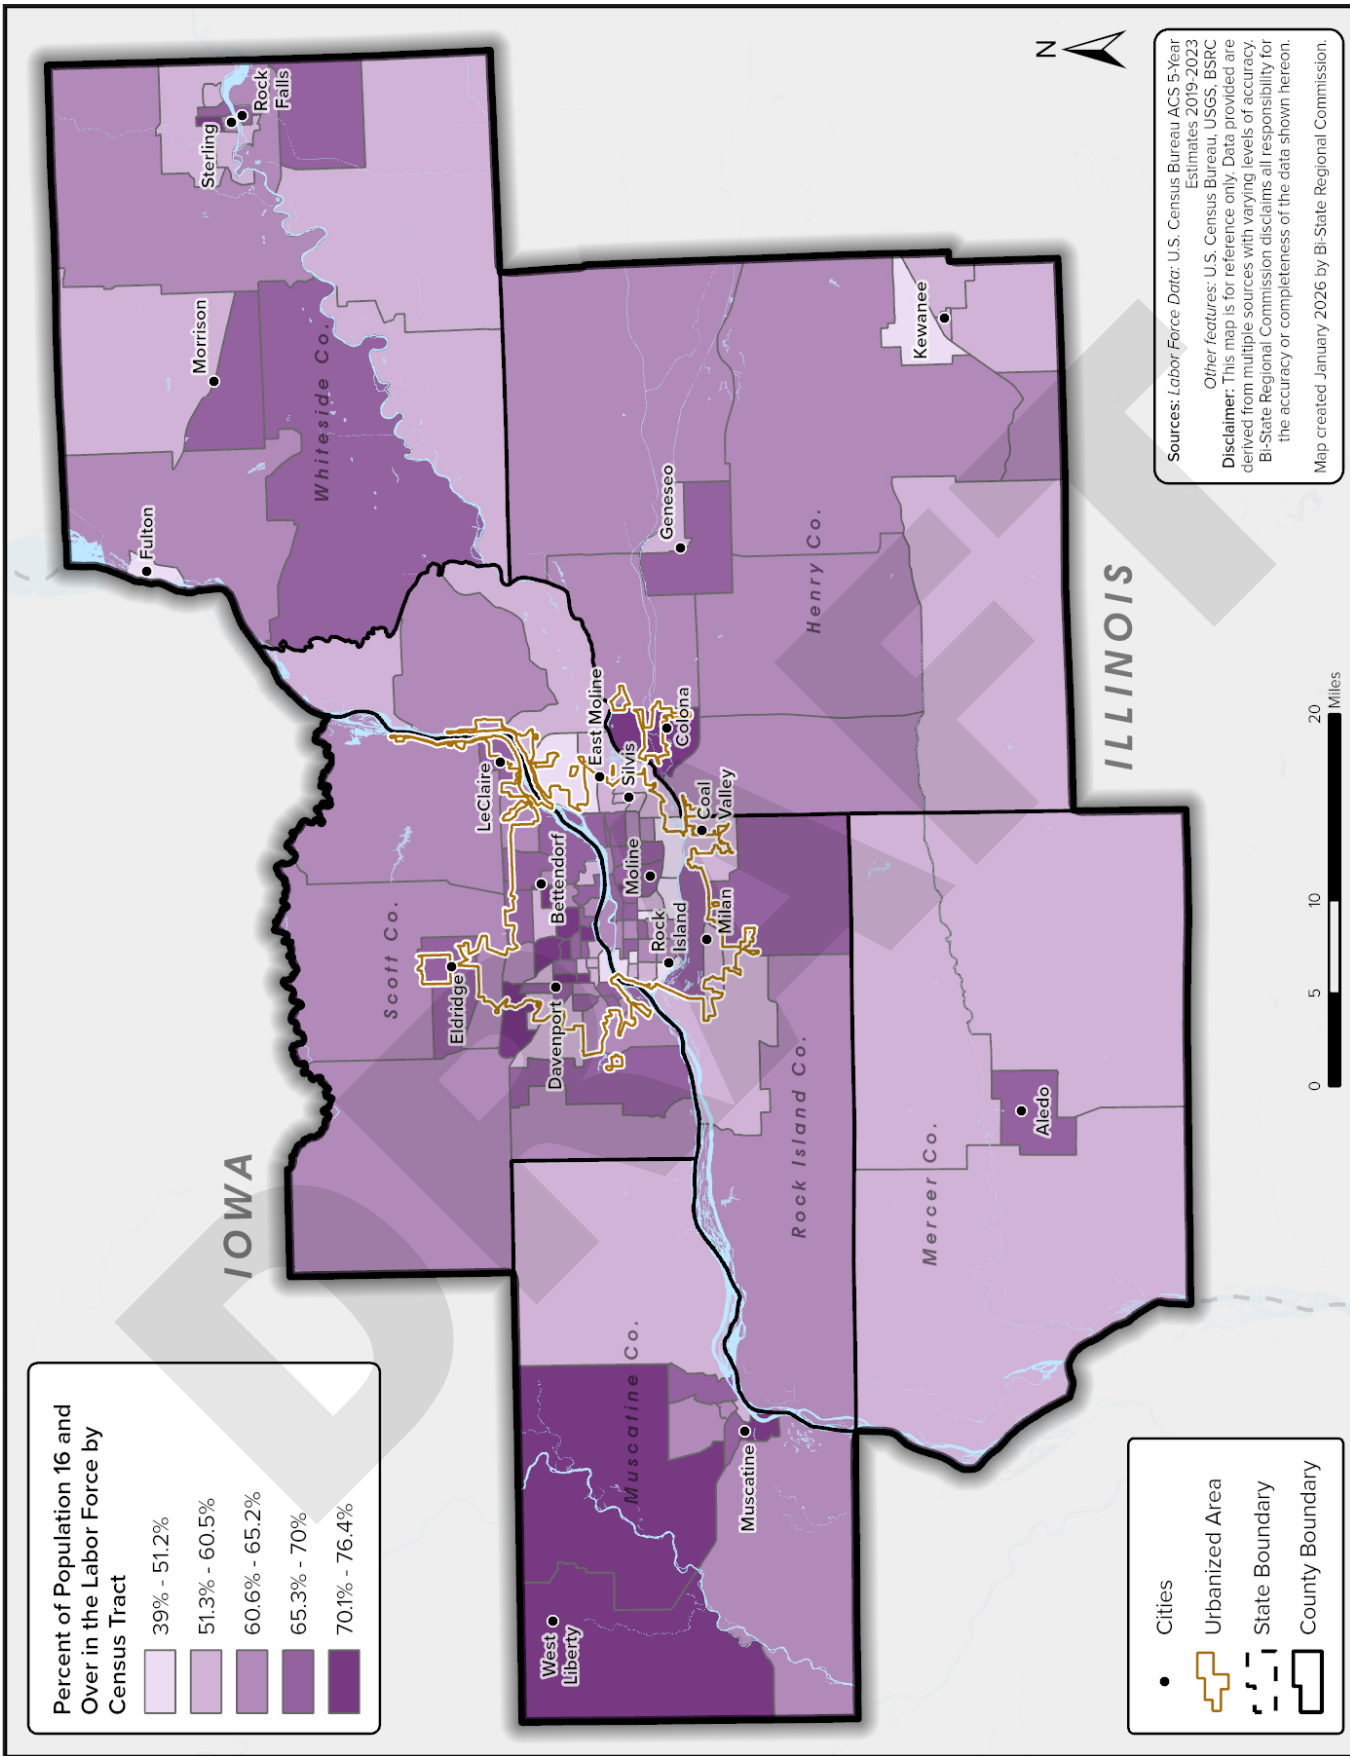 Percent of Population 16 and
Over in the Labor Force by
Census Tract
39% - 51.2%
51.3% - 60.5%
60.6% - 65.2%
65.3% - 70%
70.1% - 76.4%
IOWA
ILLINOIS
Scott Co.
Whiteside Co.
Muscatine Co.
Rock Island Co.
Henry Co.
Mercer Co.
Fulton
Morrison
Sterling
Rock
Falls
Eldridge
LeClaire
Davenport
Bettendorf
East Moline
Silvis
Moline
Rock
Island
Milan
Coal
Valley
Colona
Geneseo
Kewanee
West
Liberty
Muscatine
Aledo
DRAFT
Cities
Urbanized Area
State Boundary
County Boundary
0 5 10 20
Miles
N
Sources: Labor Force Data: U.S. Census Bureau ACS 5-Year
Estimates 2019-2023
Other features: U.S. Census Bureau, USGS, BSRC
Disclaimer: This map is for reference only. Data provided are
derived from multiple sources with varying levels of accuracy.
Bi-State Regional Commission disclaims all responsibility for
the accuracy or completeness of the data shown hereon.
Map created January 2026 by Bi-State Regional Commission.